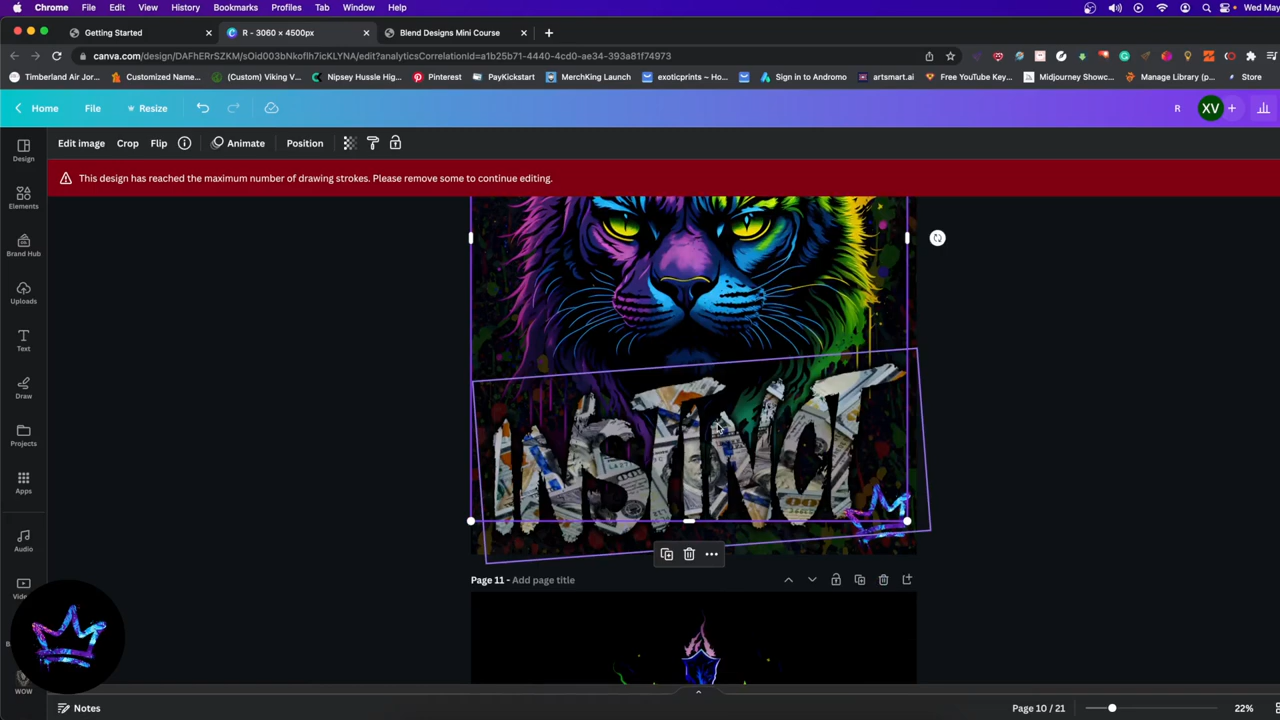 Chrome File Edit View History Bookmarks Profiles Tab Window Help Wed May
Getting Started R - 3060 × 4500px Blend Designs Mini Course
canva.com/design/DAFhERrSZKM/sOid003bNkofIh7icKLYNA/edit?analyticsCorrelationId=a1b25b71-4440-4cd0-ae34-393a81f74973
Timberland Air Jor... Customized Name... (Custom) Viking V... Nipsey Hussle Hig... Pinterest PayKickstart MerchKing Launch exoticprints – Ho... Sign in to Andromo artsmart.ai Free YouTube Key... Midjourney Showc... Manage Library (p... Store
Home File Resize R XV
Edit image Crop Flip Animate Position
This design has reached the maximum number of drawing strokes. Please remove some to continue editing.
Design
Elements
Brand Hub
Uploads
Text
Draw
Projects
Apps
Audio
INSTINCT
Page 11 - Add page title
WOW
Notes Page 10 / 21 22%